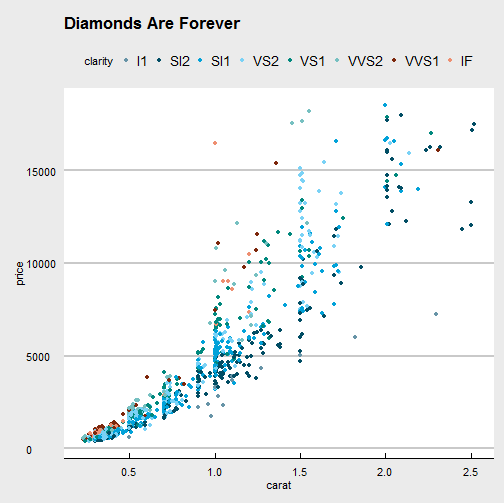 Diamonds Are Forever
clarity I1 SI2 SI1 VS2 VS1 VVS2 VVS1 IF
15000
10000
5000
0
price
0.5 1.0 1.5 2.0 2.5
carat